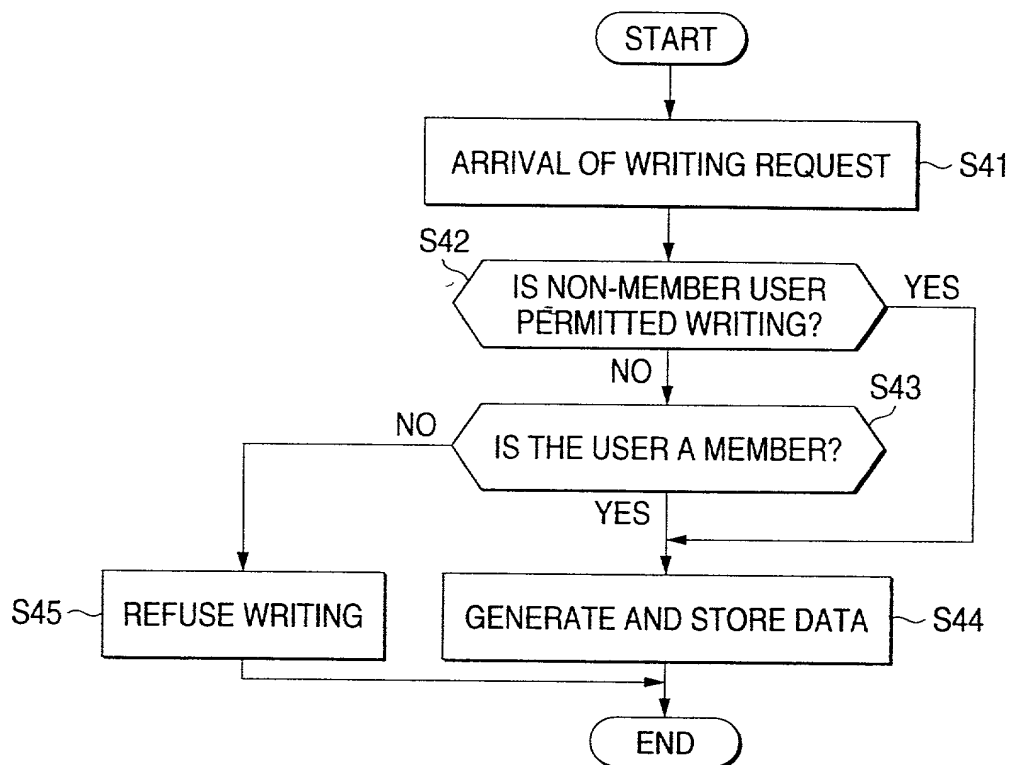 START
ARRIVAL OF WRITING REQUEST
S41
S42
IS NON-MEMBER USER
PERMITTED WRITING?
YES
NO
S43
NO
IS THE USER A MEMBER?
YES
S45
REFUSE WRITING
GENERATE AND STORE DATA
S44
END